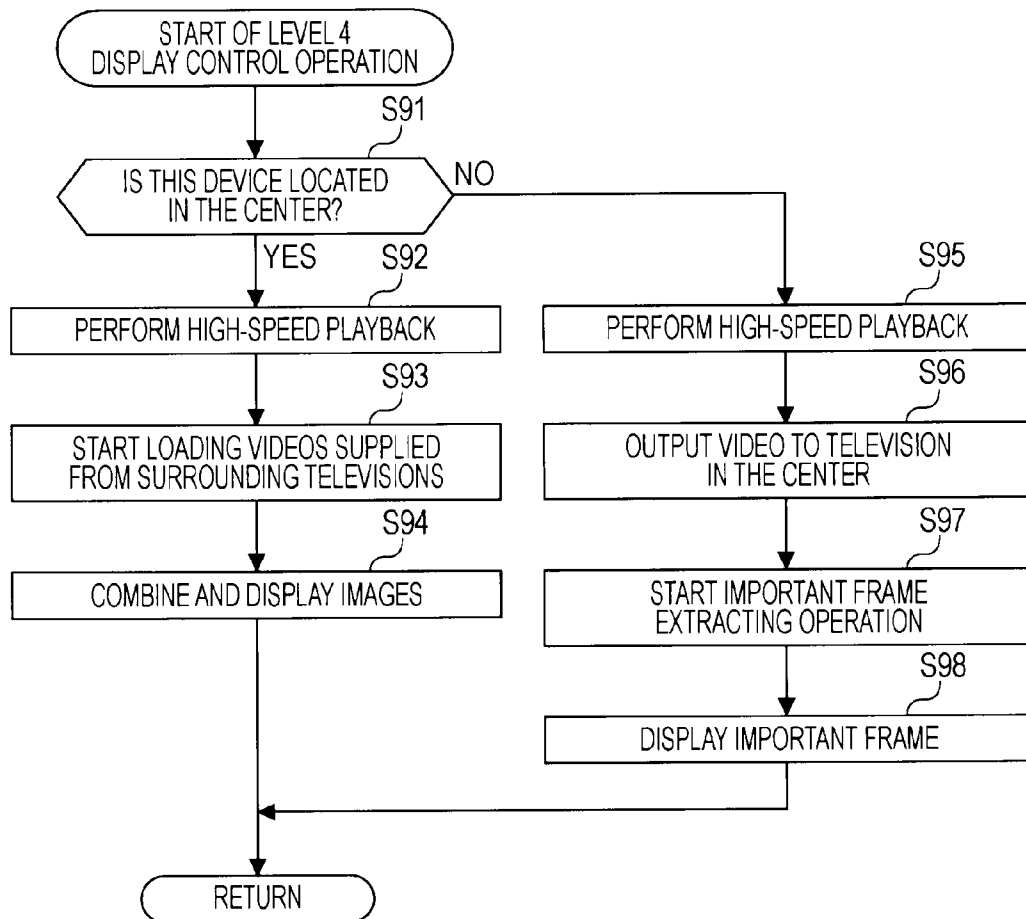 START OF LEVEL 4
DISPLAY CONTROL OPERATION
S91
IS THIS DEVICE LOCATED
IN THE CENTER?
NO
YES
S92
PERFORM HIGH-SPEED PLAYBACK
S93
START LOADING VIDEOS SUPPLIED
FROM SURROUNDING TELEVISIONS
S94
COMBINE AND DISPLAY IMAGES
S95
PERFORM HIGH-SPEED PLAYBACK
S96
OUTPUT VIDEO TO TELEVISION
IN THE CENTER
S97
START IMPORTANT FRAME
EXTRACTING OPERATION
S98
DISPLAY IMPORTANT FRAME
RETURN